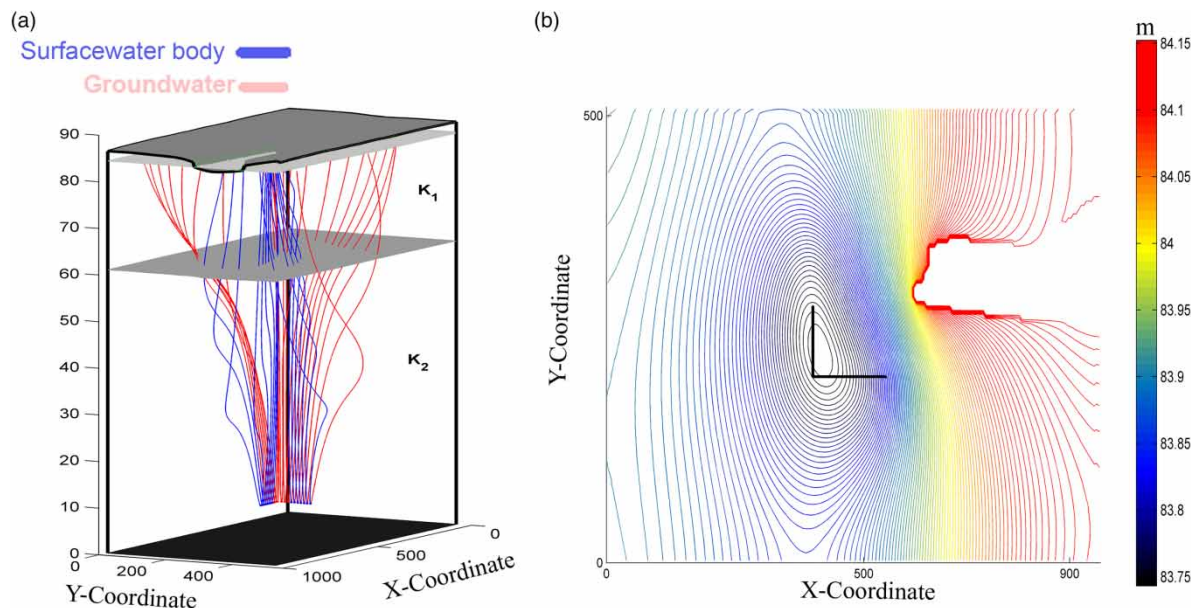 (a)
Surfacewater body
Groundwater
90
80
70
60
50
40
30
20
10
0
K1
K2
0
200
400
1000
500
0
Y-Coordinate
X-Coordinate
(b)
m
500
0
0
500
900
Y-Coordinate
X-Coordinate
84.15
84.1
84.05
84
83.95
83.9
83.85
83.8
83.75